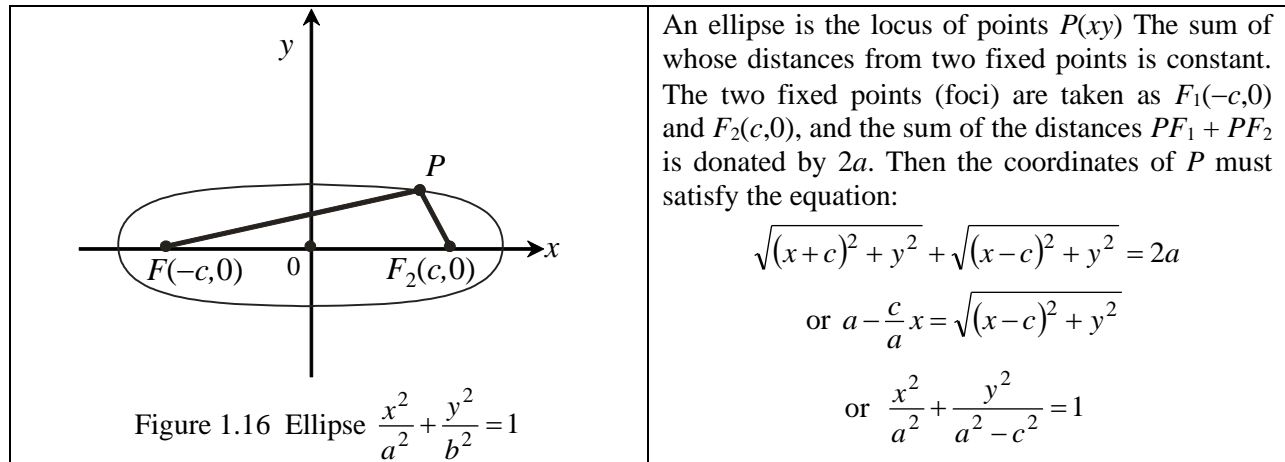 y
P
x
F(−c,0)
0
F₂(c,0)
Figure 1.16 Ellipse x²/a² + y²/b² = 1
An ellipse is the locus of points P(xy) The sum of
whose distances from two fixed points is constant.
The two fixed points (foci) are taken as F₁(−c,0)
and F₂(c,0), and the sum of the distances PF₁ + PF₂
is donated by 2a. Then the coordinates of P must
satisfy the equation:
√((x+c)² + y²) + √((x−c)² + y²) = 2a
or a − c/a x = √((x−c)² + y²)
or x²/a² + y²/(a² − c²) = 1